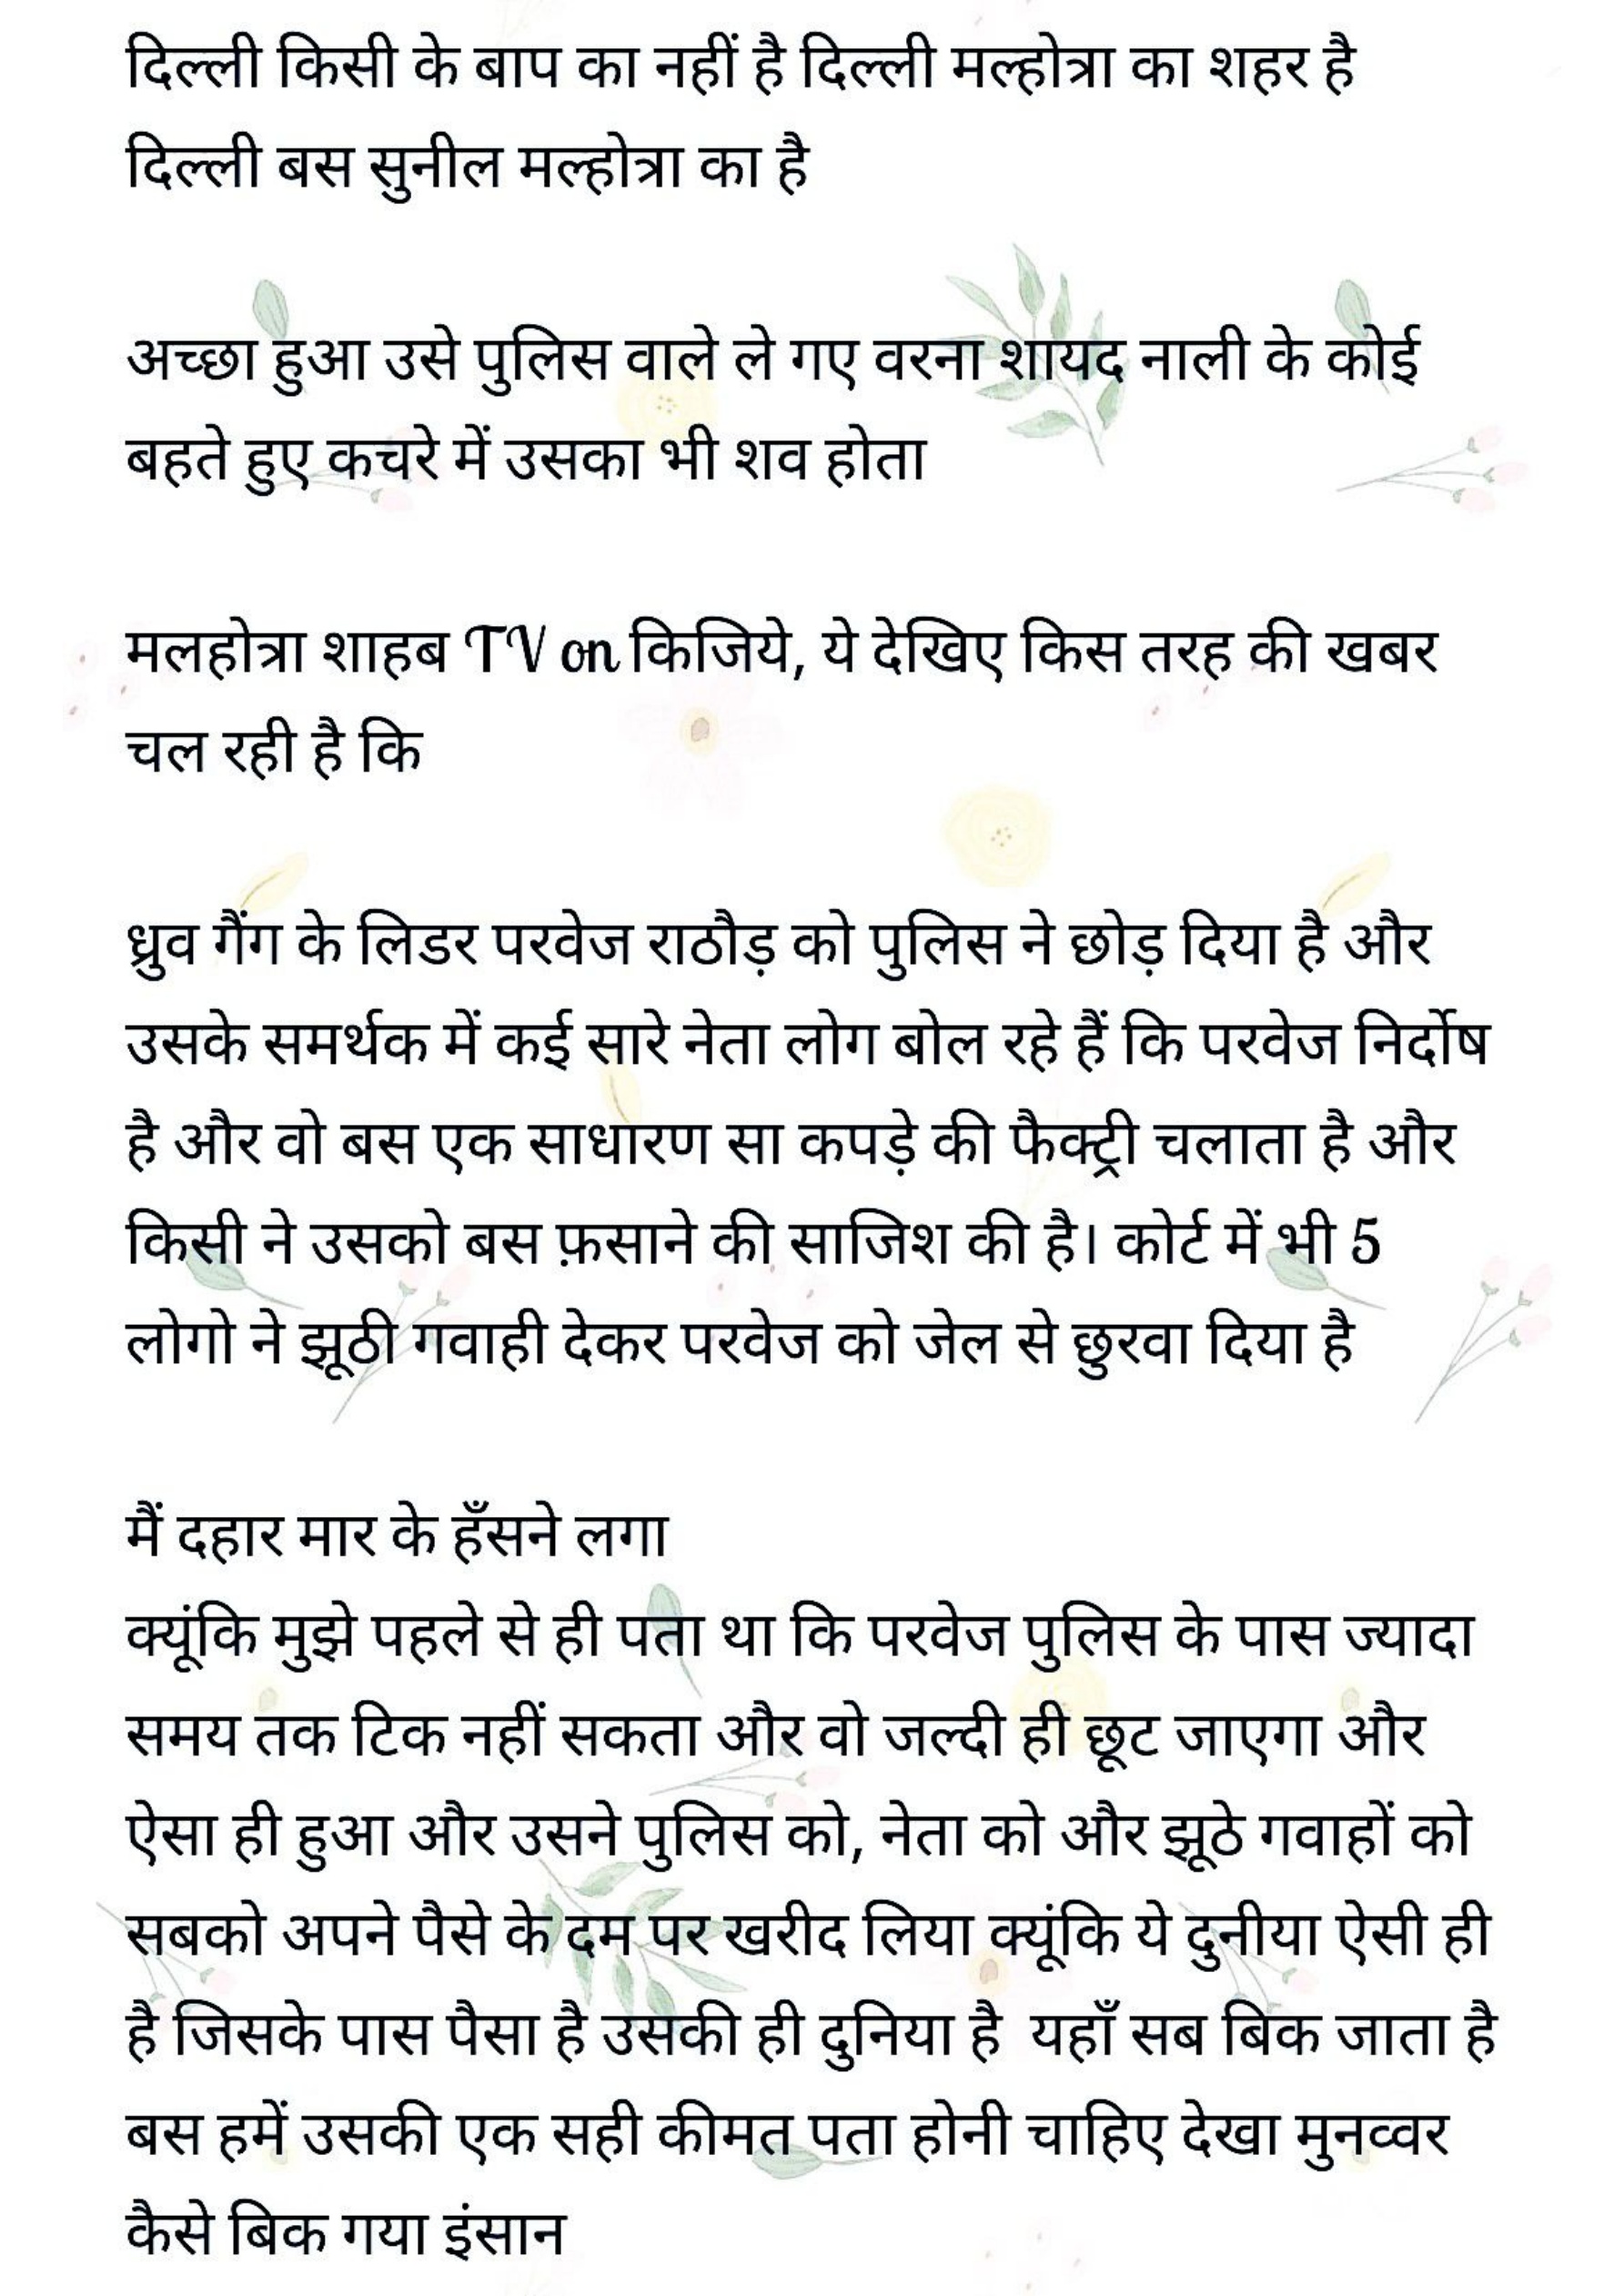 दिल्ली किसी के बाप का नहीं है दिल्ली मल्होत्रा का शहर है
दिल्ली बस सुनील मल्होत्रा का है
अच्छा हुआ उसे पुलिस वाले ले गए वरना शायद नाली के कोई
बहते हुए कचरे में उसका भी शव होता
मलहोत्रा शाहब TV on किजिये, ये देखिए किस तरह की खबर
चल रही है कि
ध्रुव गैंग के लिडर परवेज राठौड़ को पुलिस ने छोड़ दिया है और
उसके समर्थक में कई सारे नेता लोग बोल रहे हैं कि परवेज निर्दोष
है और वो बस एक साधारण सा कपड़े की फैक्ट्री चलाता है और
किसी ने उसको बस फ़साने की साजिश की है। कोर्ट में भी 5
लोगो ने झूठी गवाही देकर परवेज को जेल से छुरवा दिया है
मैं दहार मार के हँसने लगा
क्यूंकि मुझे पहले से ही पता था कि परवेज पुलिस के पास ज्यादा
समय तक टिक नहीं सकता और वो जल्दी ही छूट जाएगा और
ऐसा ही हुआ और उसने पुलिस को, नेता को और झूठे गवाहों को
सबको अपने पैसे के दम पर खरीद लिया क्यूंकि ये दुनीया ऐसी ही
है जिसके पास पैसा है उसकी ही दुनिया है यहाँ सब बिक जाता है
बस हमें उसकी एक सही कीमत पता होनी चाहिए देखा मुनव्वर
कैसे बिक गया इंसान